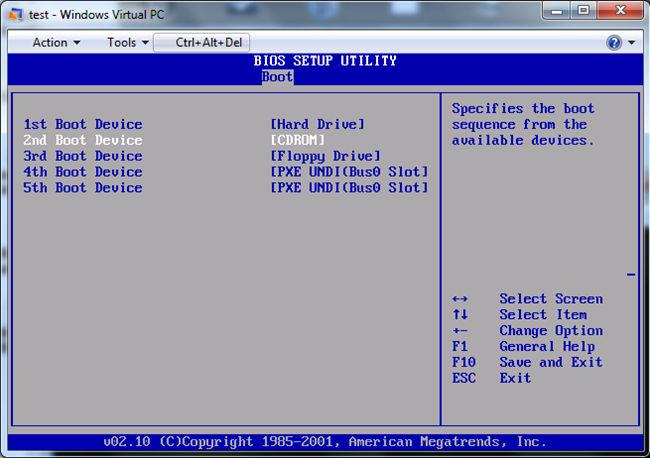 test - Windows Virtual PC
Action Tools Ctrl+Alt+Del ?
BIOS SETUP UTILITY
Boot
1st Boot Device [Hard Drive]
2nd Boot Device [CDROM]
3rd Boot Device [Floppy Drive]
4th Boot Device [PXE UNDI(Bus0 Slot]
5th Boot Device [PXE UNDI(Bus0 Slot]
Specifies the boot
sequence from the
available devices.
↔ Select Screen
↑↓ Select Item
+- Change Option
F1 General Help
F10 Save and Exit
ESC Exit
v02.10 (C)Copyright 1985-2001, American Megatrends, Inc.